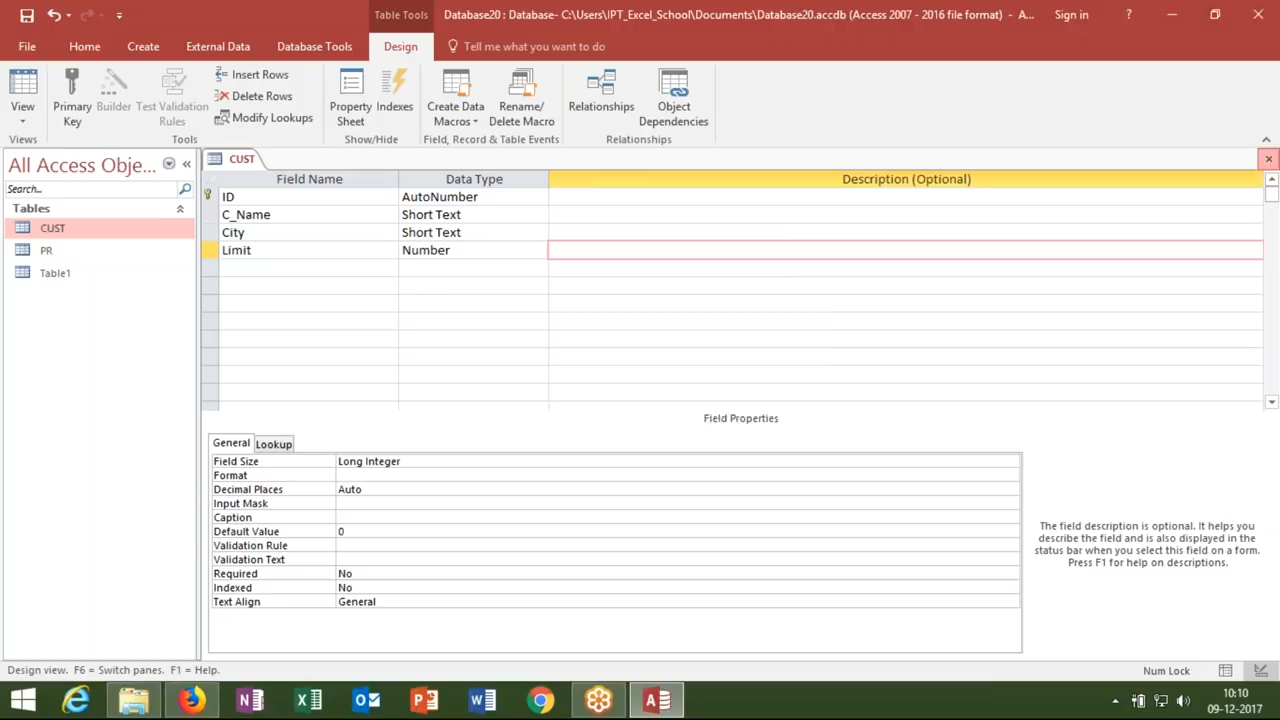 Table Tools
Database20 : Database- C:\Users\IPT_Excel_School\Documents\Database20.accdb (Access 2007 - 2016 file format) - A...
Sign in
?
File
Home
Create
External Data
Database Tools
Design
Tell me what you want to do
View
Primary Key
Builder
Test Validation Rules
Insert Rows
Delete Rows
Modify Lookups
Property Sheet
Indexes
Create Data Macros
Rename/ Delete Macro
Relationships
Object Dependencies
Views
Tools
Show/Hide
Field, Record & Table Events
Relationships
All Access Obje...
Search...
Tables
CUST
PR
Table1
CUST
Field Name Data Type Description (Optional)
ID AutoNumber
C_Name Short Text
City Short Text
Limit Number
Field Properties
General Lookup
Field Size Long Integer
Format
Decimal Places Auto
Input Mask
Caption
Default Value 0
Validation Rule
Validation Text
Required No
Indexed No
Text Align General
The field description is optional. It helps you
describe the field and is also displayed in the
status bar when you select this field on a form.
Press F1 for help on descriptions.
Design view. F6 = Switch panes. F1 = Help.
Num Lock
10:10
09-12-2017